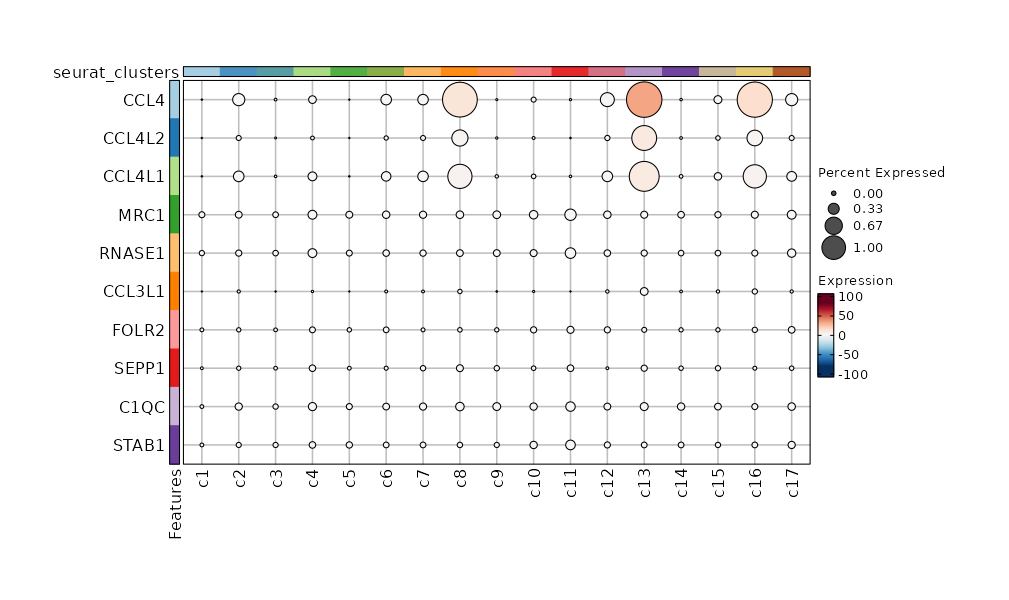 seurat_clusters
CCL4
CCL4L2
CCL4L1
MRC1
RNASE1
CCL3L1
FOLR2
SEPP1
C1QC
STAB1
Features
c1 c2 c3 c4 c5 c6 c7 c8 c9 c10 c11 c12 c13 c14 c15 c16 c17
Percent Expressed
0.00
0.33
0.67
1.00
Expression
100
50
0
-50
-100